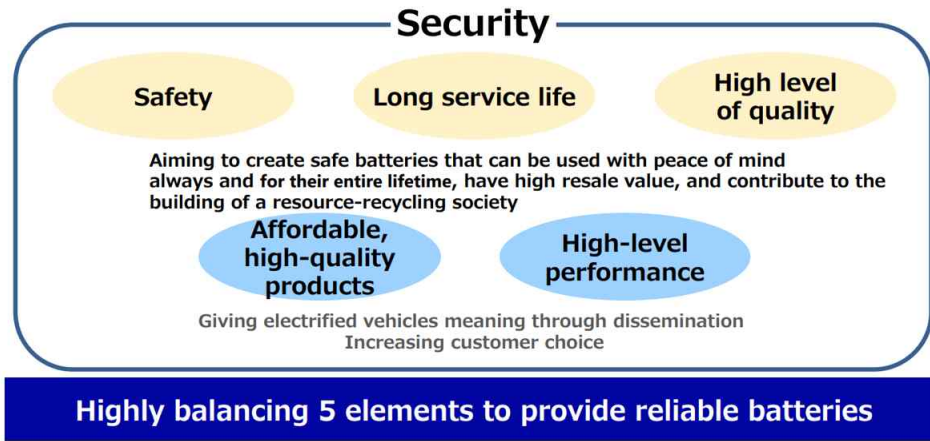 Security
Safety
Long service life
High level
of quality
Aiming to create safe batteries that can be used with peace of mind
always and for their entire lifetime, have high resale value, and contribute to the
building of a resource-recycling society
Affordable,
high-quality
products
High-level
performance
Giving electrified vehicles meaning through dissemination
Increasing customer choice
Highly balancing 5 elements to provide reliable batteries